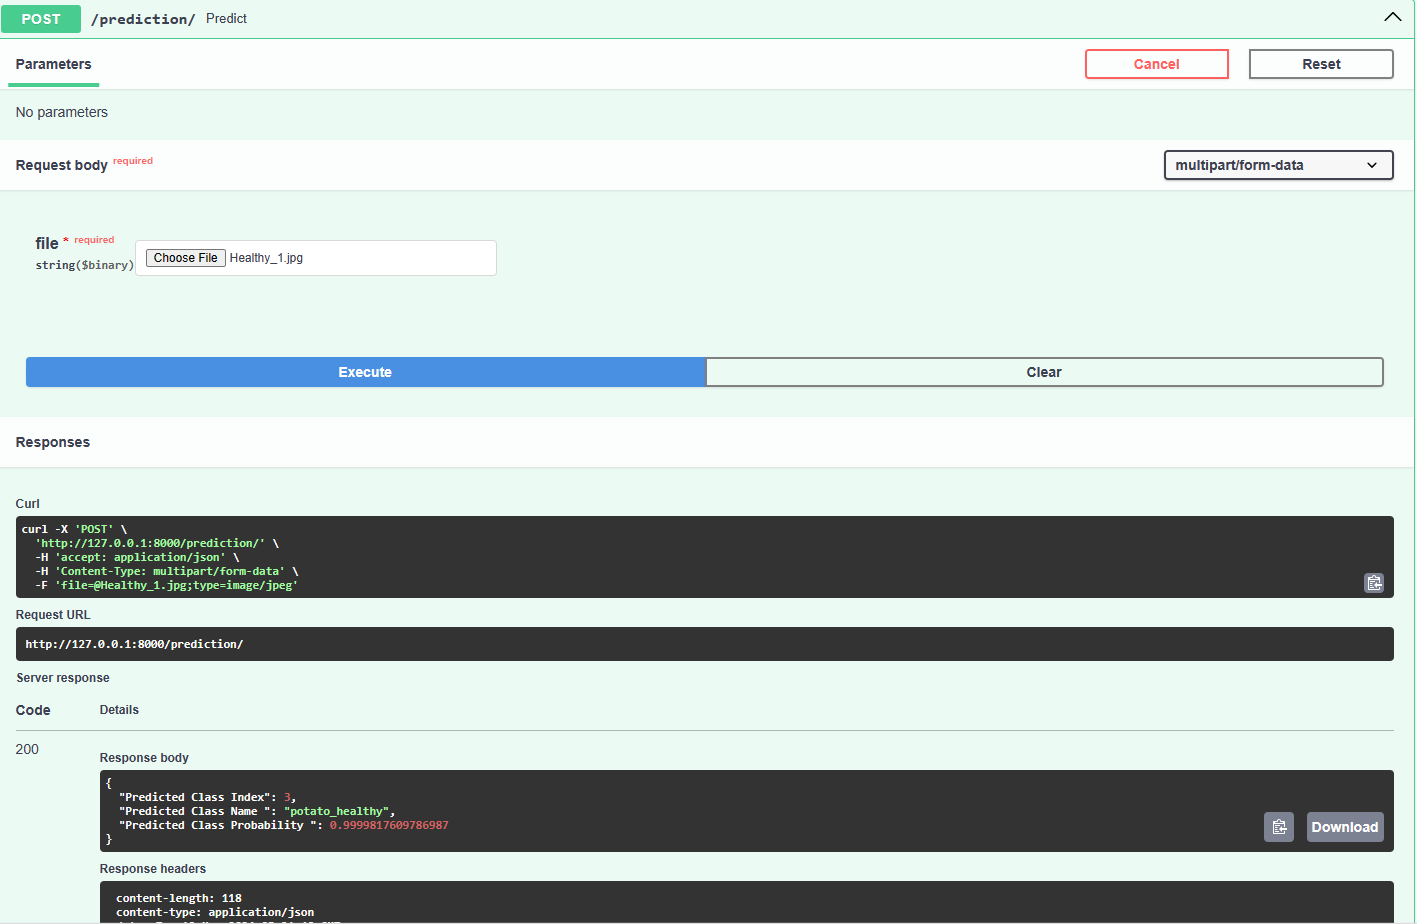 POST /prediction/ Predict
Parameters
Cancel
Reset
No parameters
Request body required
multipart/form-data
file * required
string($binary)
Choose File Healthy_1.jpg
Execute
Clear
Responses
Curl
curl -X 'POST' \
'http://127.0.0.1:8000/prediction/' \
-H 'accept: application/json' \
-H 'Content-Type: multipart/form-data' \
-F 'file=@Healthy_1.jpg;type=image/jpeg'
Request URL
http://127.0.0.1:8000/prediction/
Server response
Code Details
200
Response body
{
"Predicted Class Index": 3,
"Predicted Class Name ": "potato_healthy",
"Predicted Class Probability ": 0.9999817609786987
}
Download
Response headers
content-length: 118
content-type: application/json